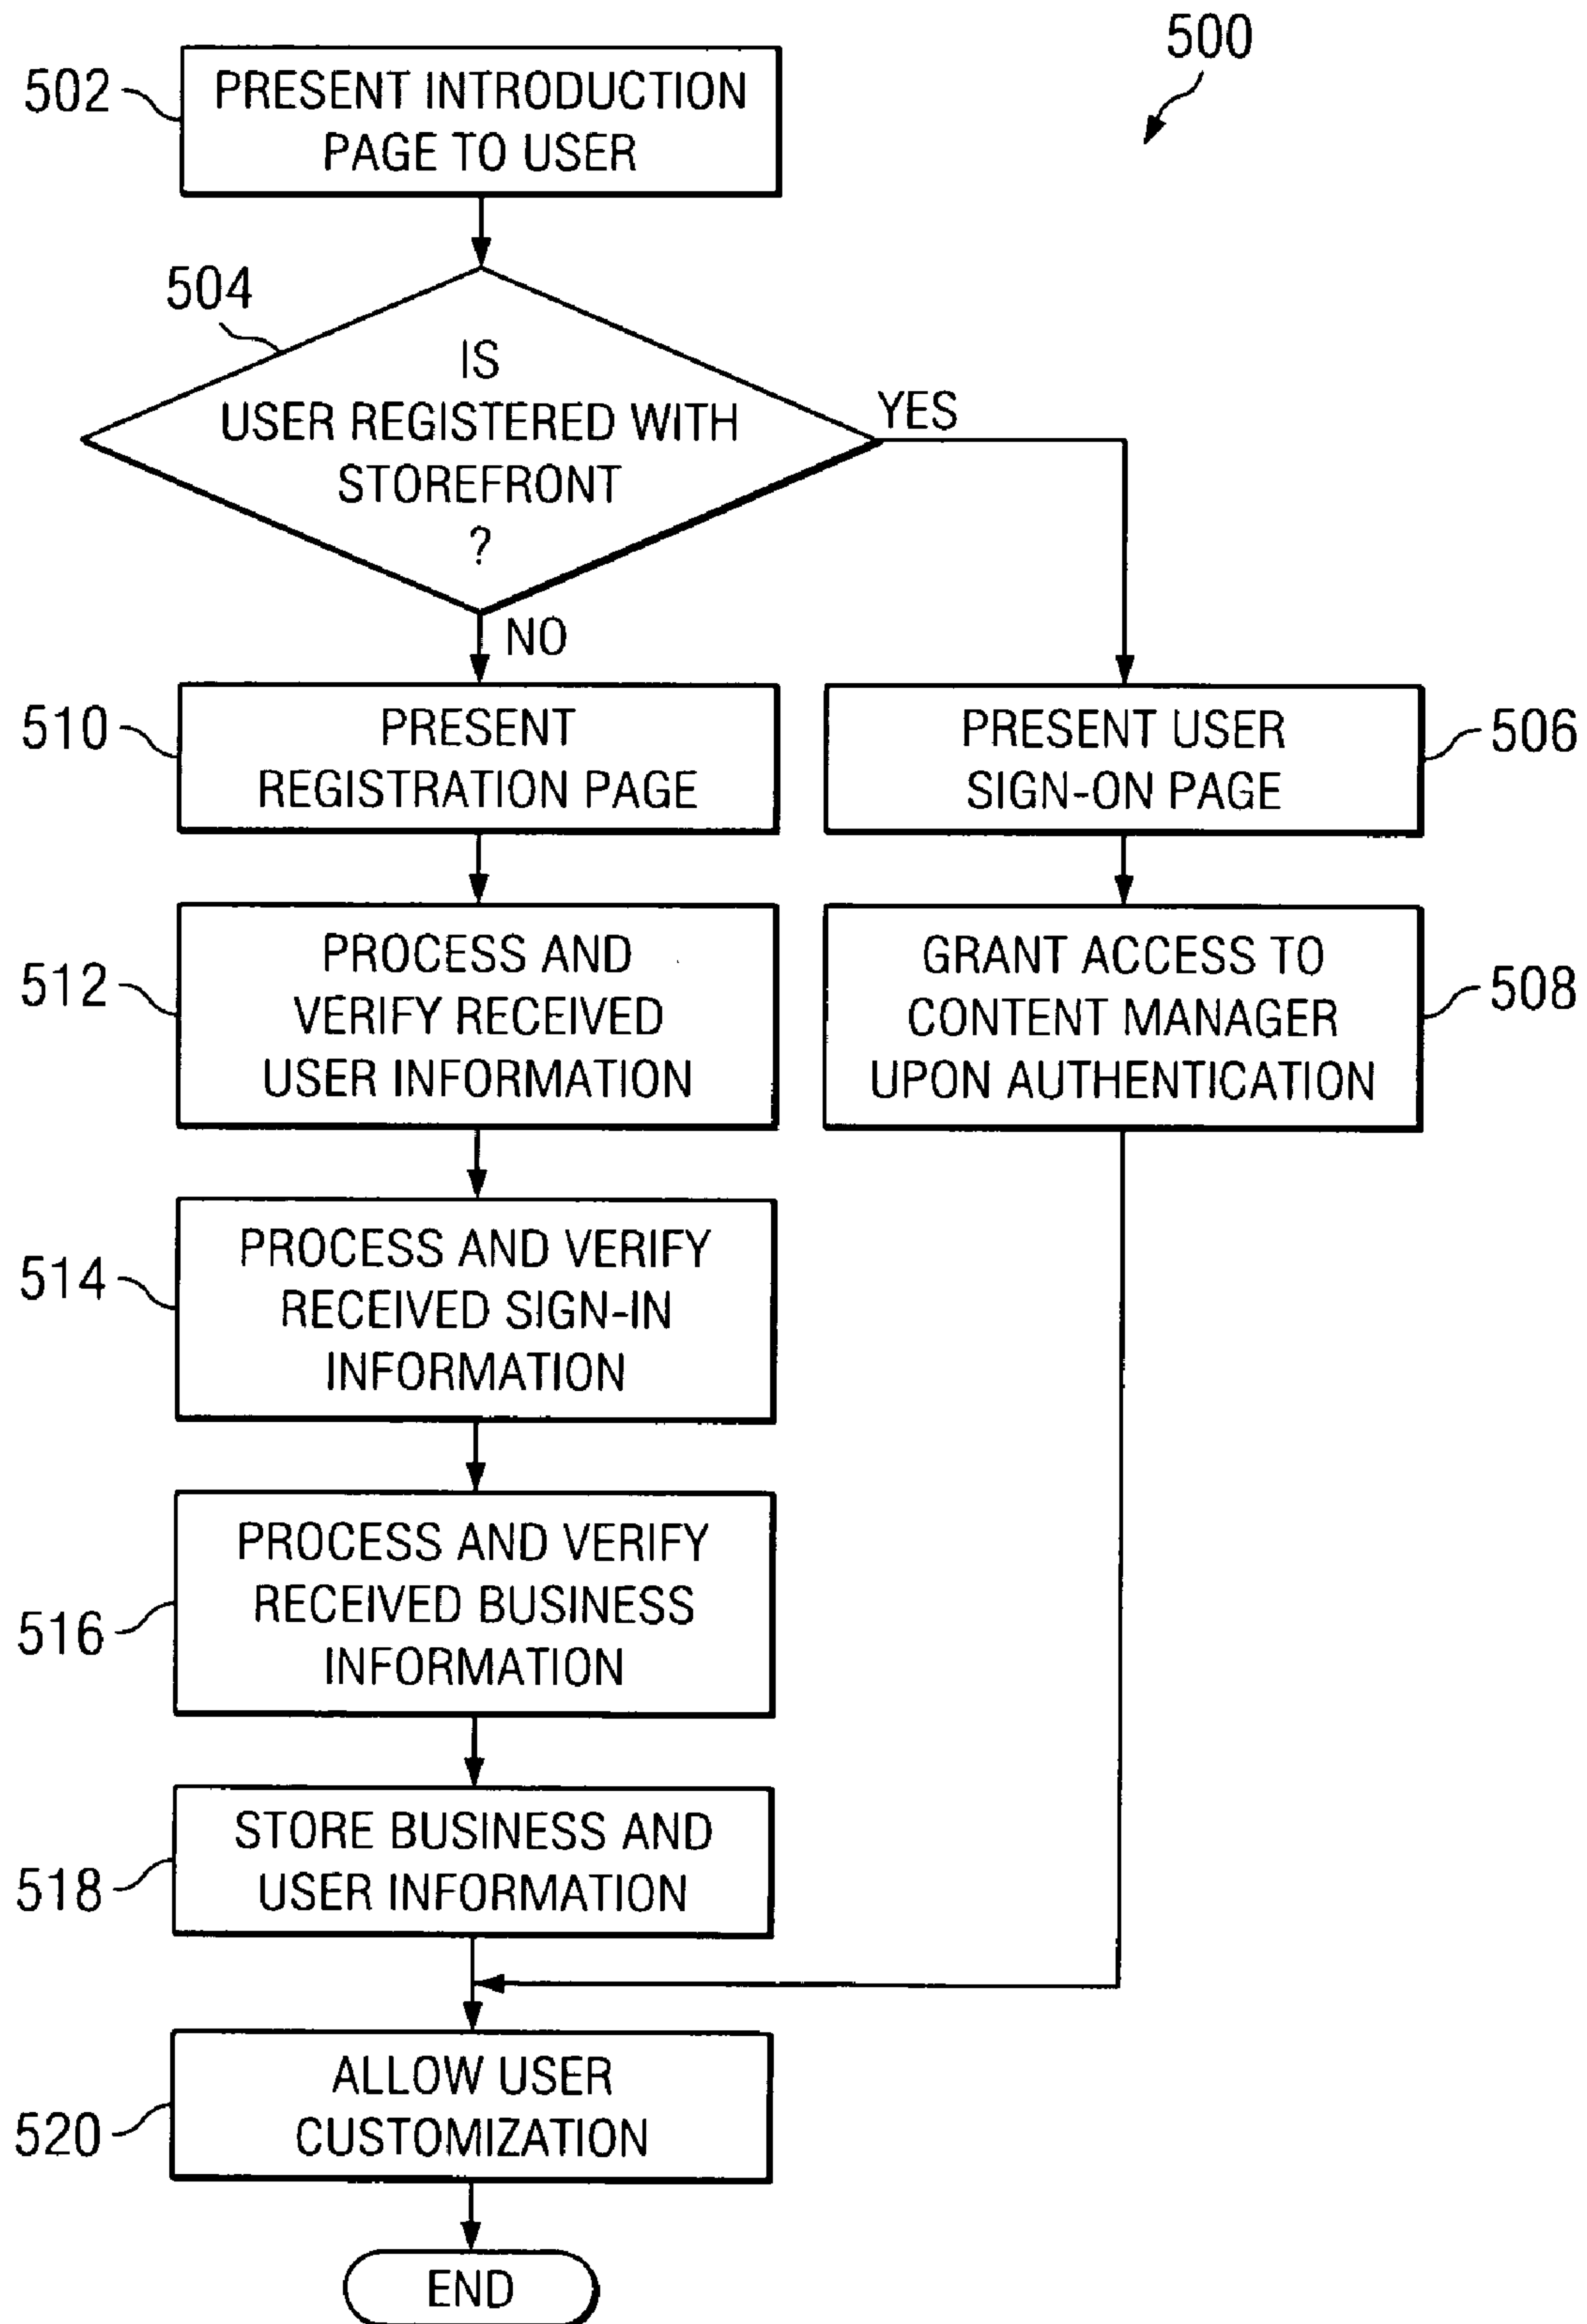 500
502
PRESENT INTRODUCTION
PAGE TO USER
504
IS
USER REGISTERED WITH
STOREFRONT
?
YES
NO
510
PRESENT
REGISTRATION PAGE
PRESENT USER
SIGN-ON PAGE
506
512
PROCESS AND
VERIFY RECEIVED
USER INFORMATION
GRANT ACCESS TO
CONTENT MANAGER
UPON AUTHENTICATION
508
514
PROCESS AND VERIFY
RECEIVED SIGN-IN
INFORMATION
516
PROCESS AND VERIFY
RECEIVED BUSINESS
INFORMATION
518
STORE BUSINESS AND
USER INFORMATION
520
ALLOW USER
CUSTOMIZATION
END